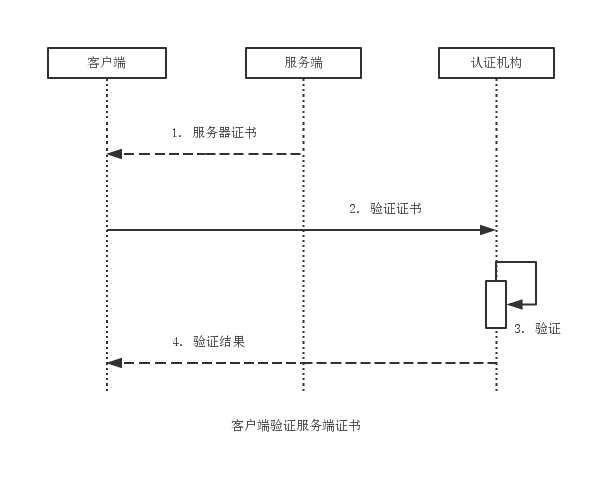 客户端
服务端
认证机构
1. 服务器证书
2. 验证证书
3. 验证
4. 验证结果
客户端验证服务端证书